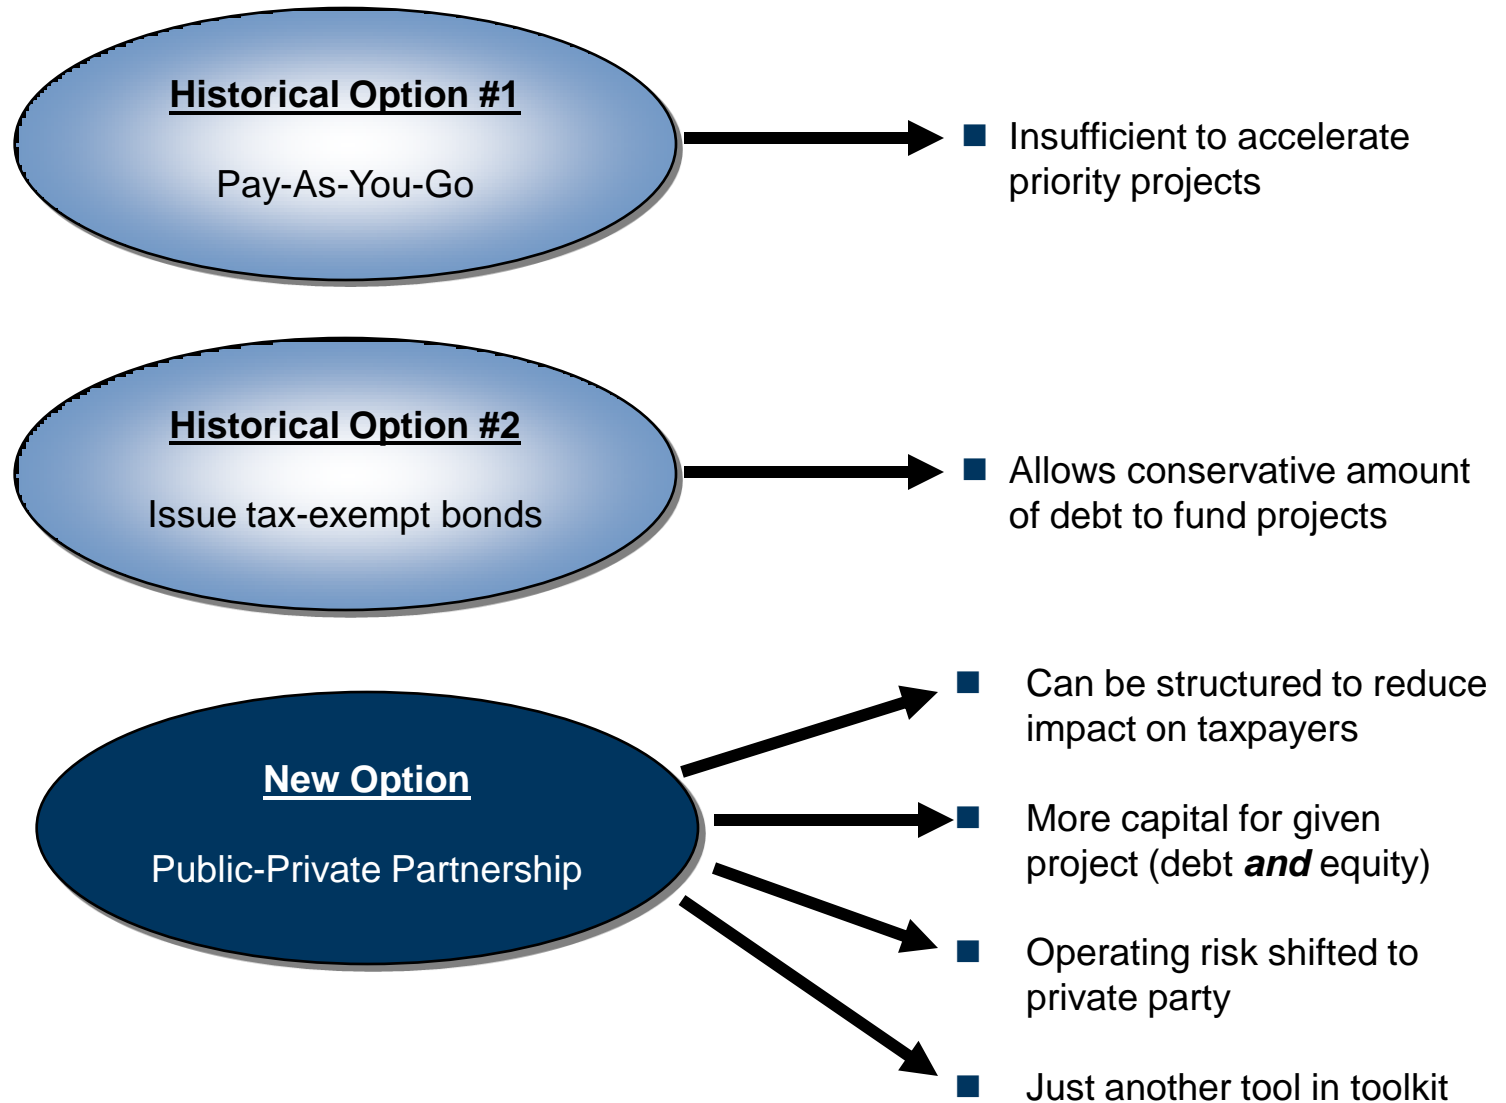 Historical Option #1
Pay-As-You-Go
Insufficient to accelerate
priority projects
Historical Option #2
Issue tax-exempt bonds
Allows conservative amount
of debt to fund projects
New Option
Public-Private Partnership
Can be structured to reduce
impact on taxpayers
More capital for given
project (debt and equity)
Operating risk shifted to
private party
Just another tool in toolkit